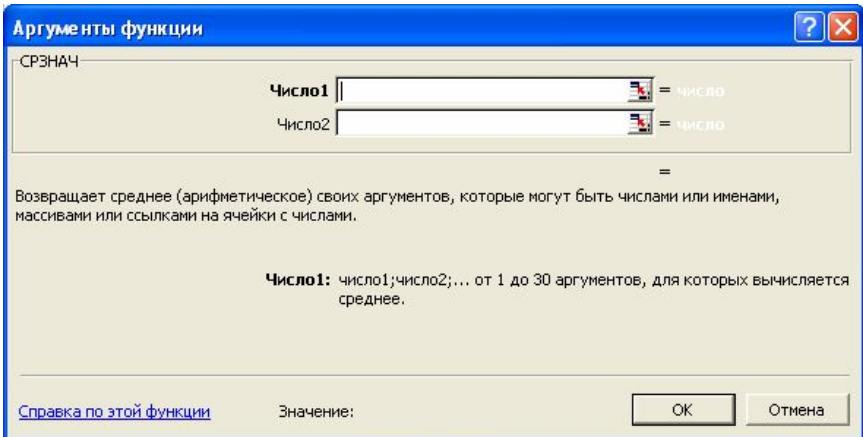 Аргументы функции
СРЗНАЧ
Число1 = число
Число2 = число
=
Возвращает среднее (арифметическое) своих аргументов, которые могут быть числами или именами,
массивами или ссылками на ячейки с числами.
Число1: число1;число2;... от 1 до 30 аргументов, для которых вычисляется
среднее.
Справка по этой функции Значение: ОК Отмена